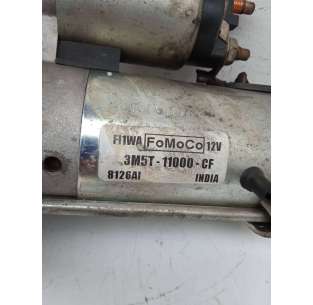 FI1WA FoMoCo 12V
3M5T-11000-CF
8126AI INDIA